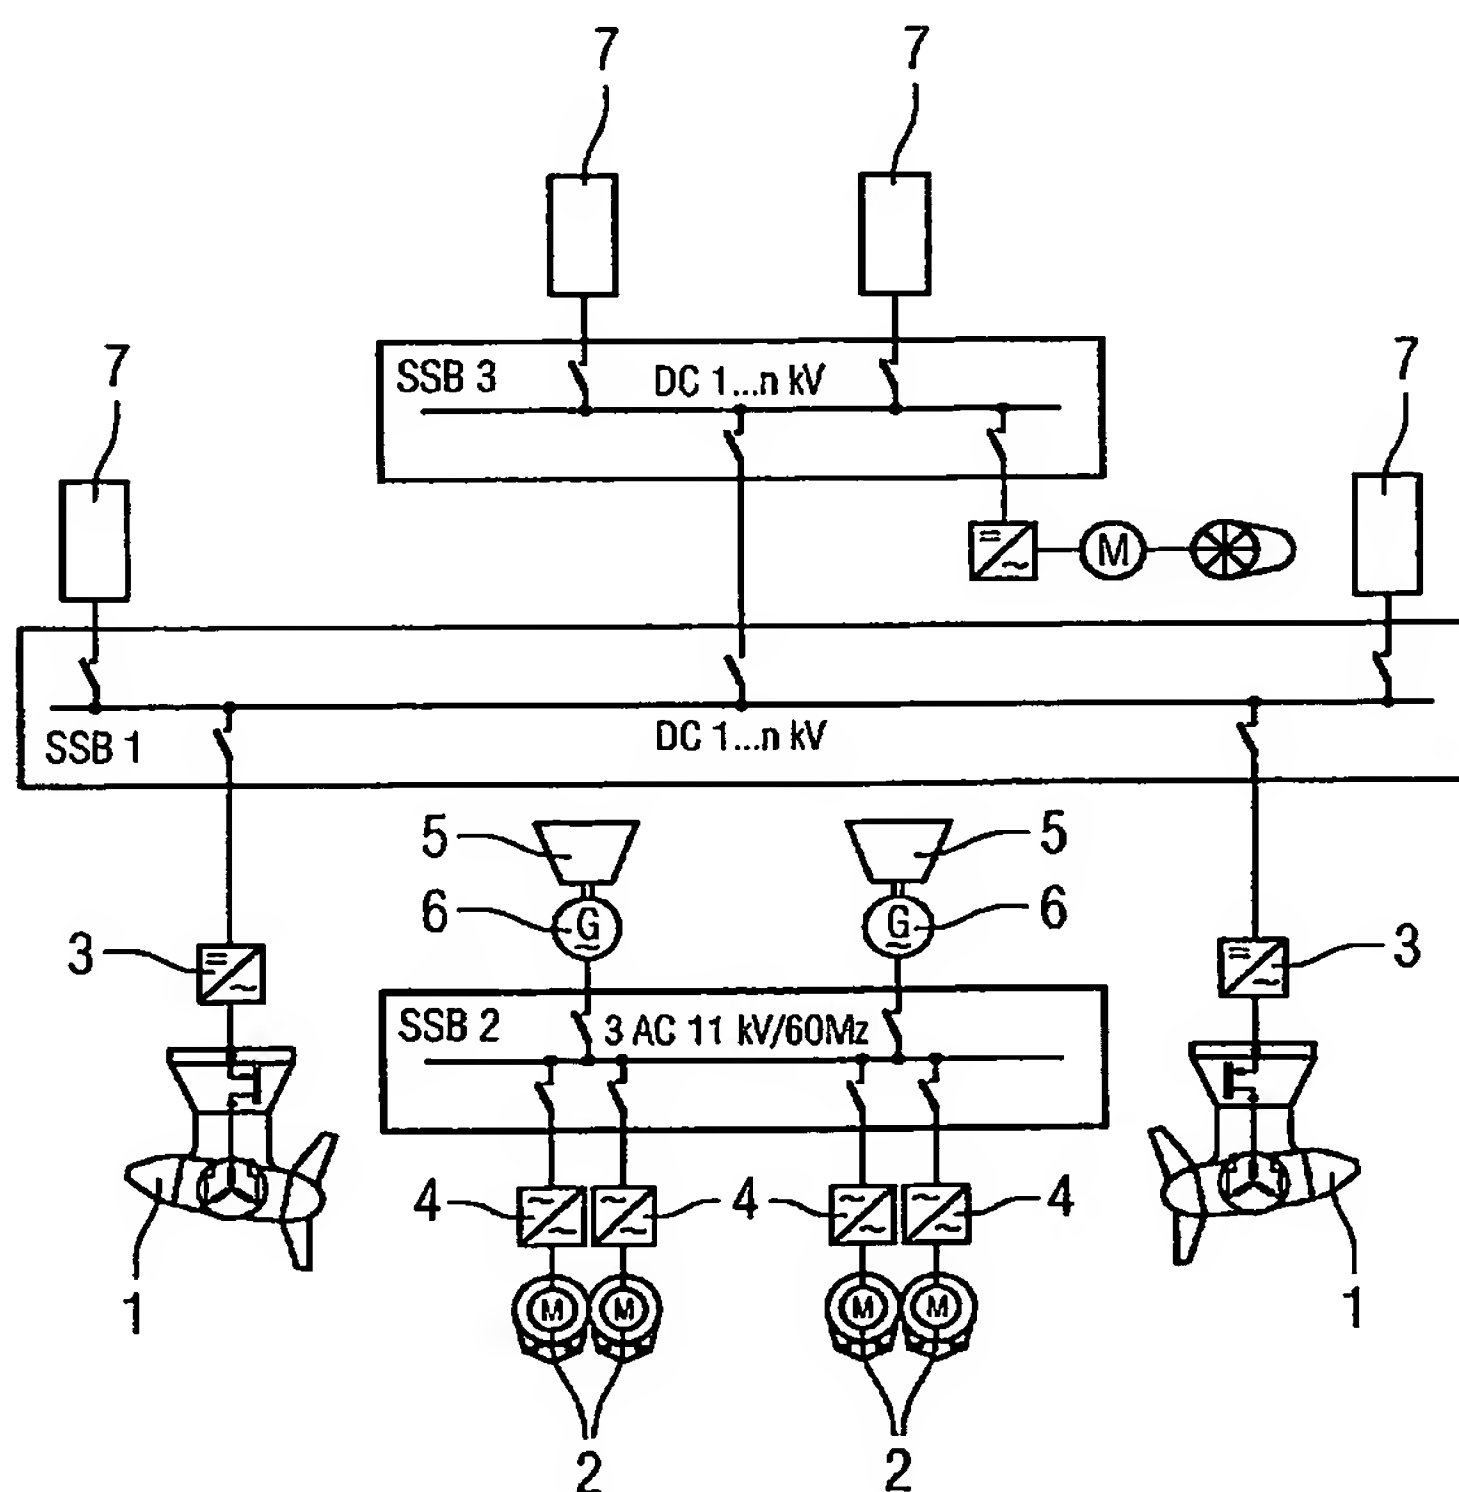 7 7
SSB 3 DC 1...n kV
7 7
= ~ M
SSB 1 DC 1...n kV
5 5
6 G ~ G ~ 6
3 = ~ = ~ 3
SSB 2 3 AC 11 kV/60Mz
4 ~ ~ ~ ~ 4 ~ ~ ~ ~ 4
1 M M M M 1
2 2